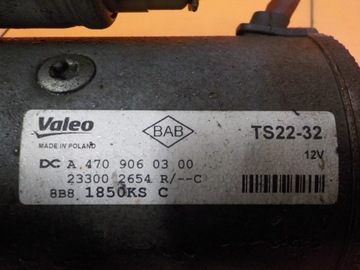 Valeo
MADE IN POLAND
BAB
TS22-32
12V
DC A 470 906 03 00
23300 2654 R/--C
8B8 1850KS C